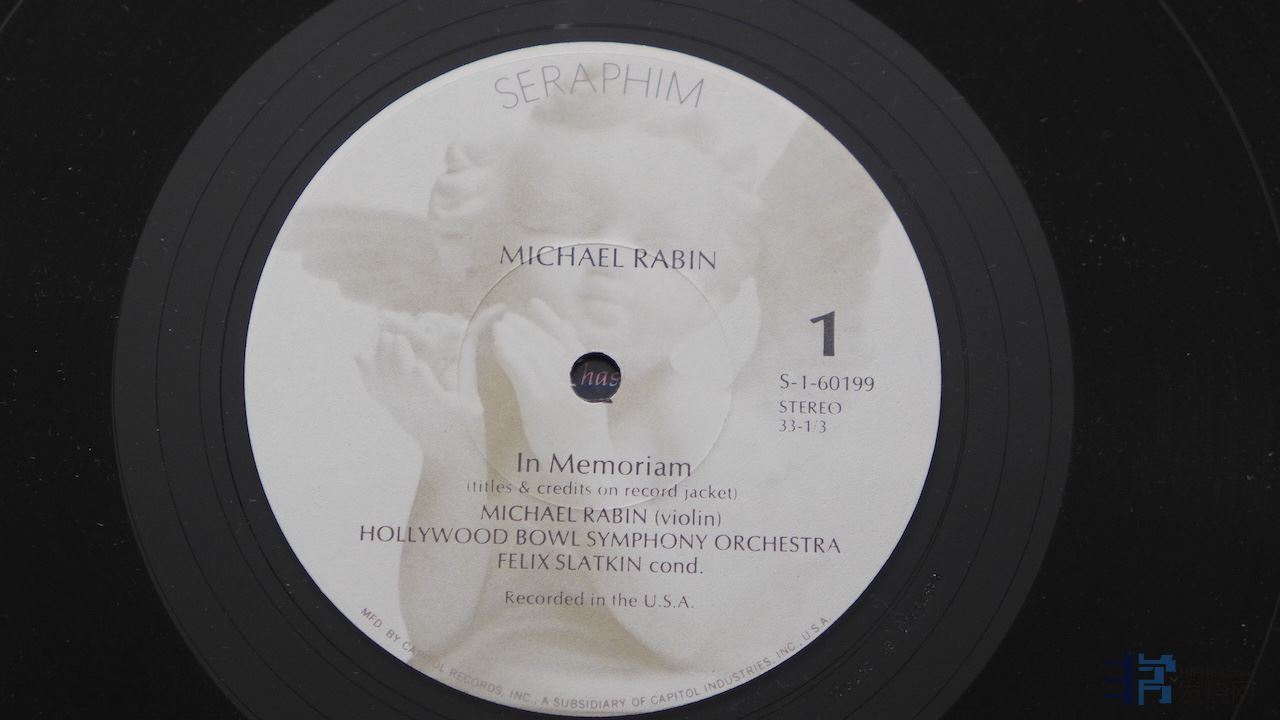 SERAPHIM
MICHAEL RABIN
1
S-1-60199
STEREO
33-1/3
has
In Memoriam
(titles & credits on record jacket)
MICHAEL RABIN (violin)
HOLLYWOOD BOWL SYMPHONY ORCHESTRA
FELIX SLATKIN cond.
Recorded in the U.S.A.
MFD. BY CAPITOL RECORDS, INC., A SUBSIDIARY OF CAPITOL INDUSTRIES, INC., U.S.A.